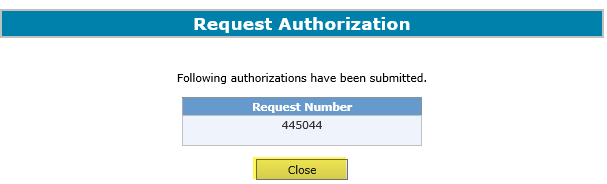 Request Authorization
Following authorizations have been submitted.
Request Number
445044
Close